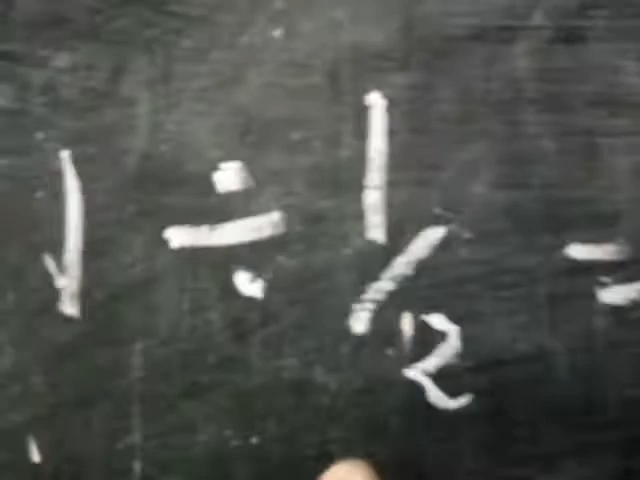 1 ÷ 1/2 =